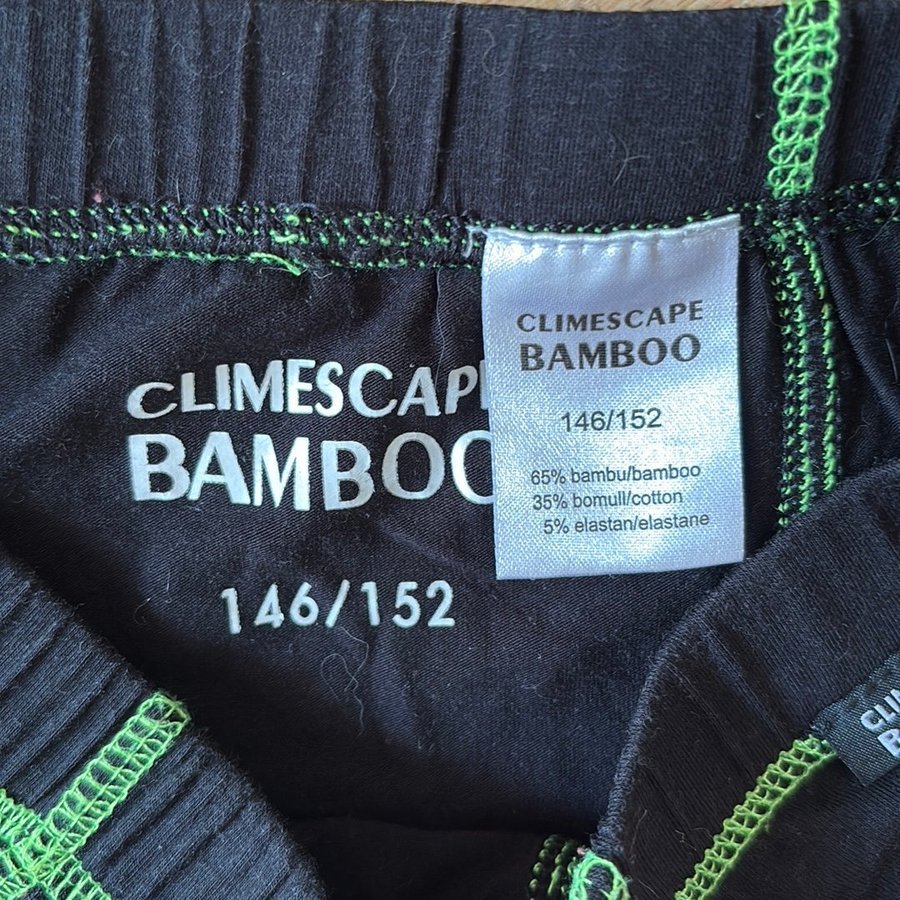 CLIMESCAPE
BAMBOO
146/152
65% bambu/bamboo
35% bomull/cotton
5% elastan/elastane
CLIMESCAP
BAMBOO
146/152